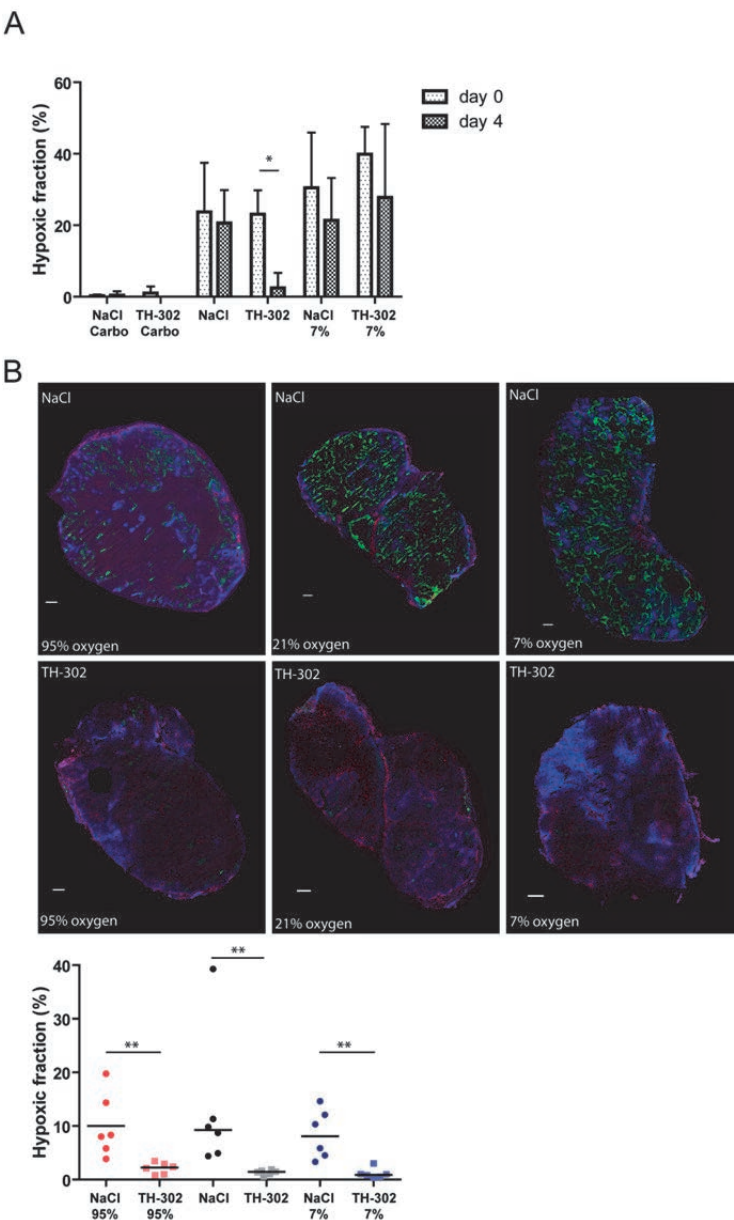 A
60
40
20
0
Hypoxic fraction (%)
day 0
day 4
*
NaCl Carbo
TH-302 Carbo
NaCl
TH-302
NaCl 7%
TH-302 7%
B
NaCl
95% oxygen
NaCl
21% oxygen
NaCl
7% oxygen
TH-302
95% oxygen
TH-302
21% oxygen
TH-302
7% oxygen
40
30
20
10
0
Hypoxic fraction (%)
**
**
**
NaCl 95%
TH-302 95%
NaCl
TH-302
NaCl 7%
TH-302 7%